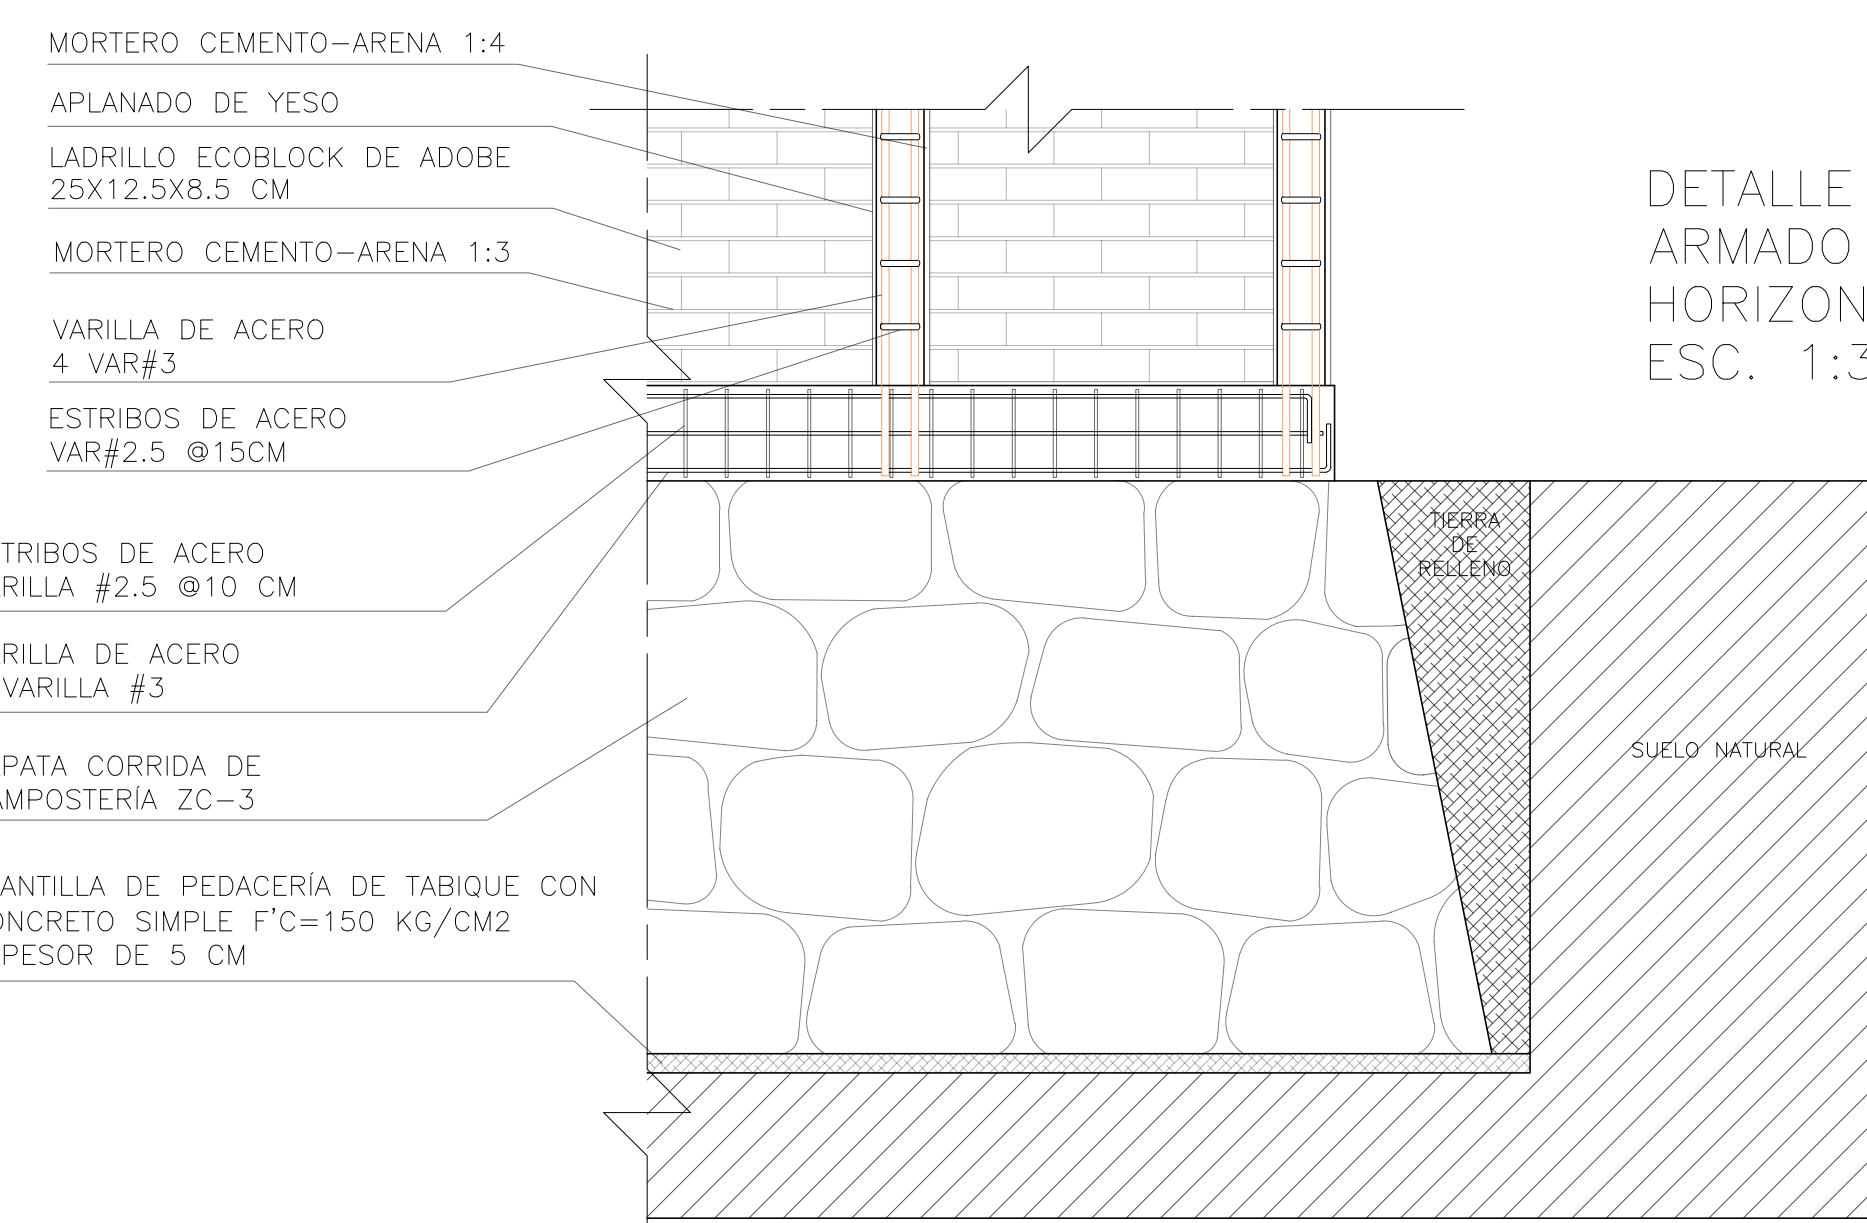 MORTERO CEMENTO-ARENA 1:4
APLANADO DE YESO
LADRILLO ECOBLOCK DE ADOBE
25X12.5X8.5 CM
MORTERO CEMENTO-ARENA 1:3
VARILLA DE ACERO
4 VAR#3
ESTRIBOS DE ACERO
VAR#2.5 @15CM
TRIBOS DE ACERO
RILLA #2.5 @10 CM
RILLA DE ACERO
VARILLA #3
PATA CORRIDA DE
AMPOSTERÍA ZC-3
ANTILLA DE PEDACERÍA DE TABIQUE CON
ONCRETO SIMPLE F'C=150 KG/CM2
PESOR DE 5 CM
DETALLE
ARMADO
HORIZON
ESC. 1:3
TIERRA
DE
RELLENO
SUELO NATURAL